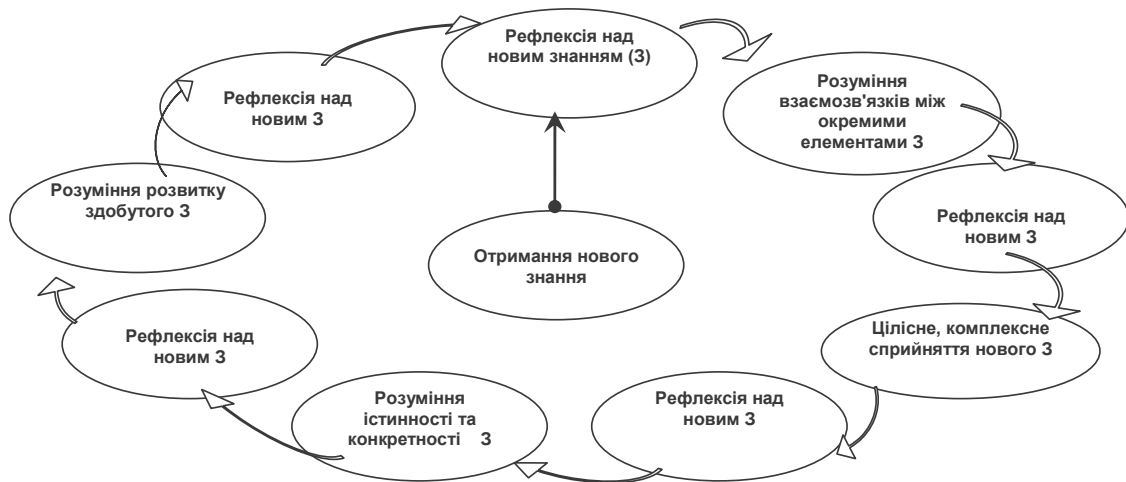 Рефлексія над
новим знанням (З)
Розуміння
взаємозв'язків між
окремими
елементами З
Рефлексія над
новим З
Цілісне, комплексне
сприйняття нового З
Рефлексія над
новим З
Розуміння
істинності та
конкретності З
Рефлексія над
новим З
Розуміння розвитку
здобутого З
Рефлексія над
новим З
Отримання нового
знання